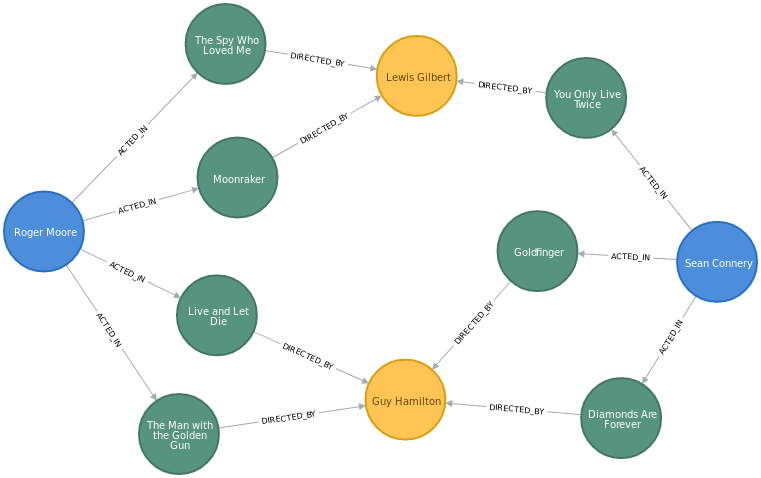 The Spy Who
Loved Me
DIRECTED_BY
Lewis Gilbert
DIRECTED_BY
You Only Live
Twice
ACTED_IN
DIRECTED_BY
Moonraker
ACTED_IN
ACTED_IN
Roger Moore
ACTED_IN
Goldfinger
ACTED_IN
Sean Connery
ACTED_IN
Live and Let
Die
DIRECTED_BY
DIRECTED_BY
ACTED_IN
Guy Hamilton
The Man with
the Golden
Gun
DIRECTED_BY
DIRECTED_BY
Diamonds Are
Forever
ACTED_IN